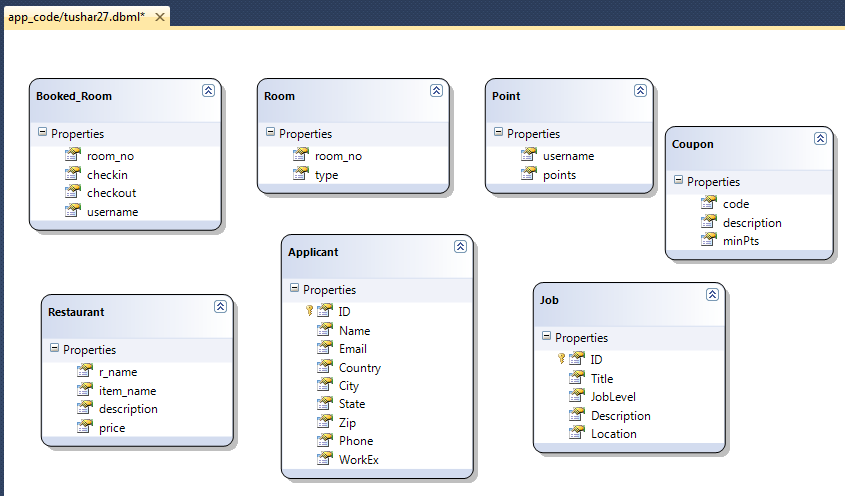 app_code/tushar27.dbml*
Booked_Room
Properties
room_no
checkin
checkout
username
Room
Properties
room_no
type
Point
Properties
username
points
Coupon
Properties
code
description
minPts
Restaurant
Properties
r_name
item_name
description
price
Applicant
Properties
ID
Name
Email
Country
City
State
Zip
Phone
WorkEx
Job
Properties
ID
Title
JobLevel
Description
Location